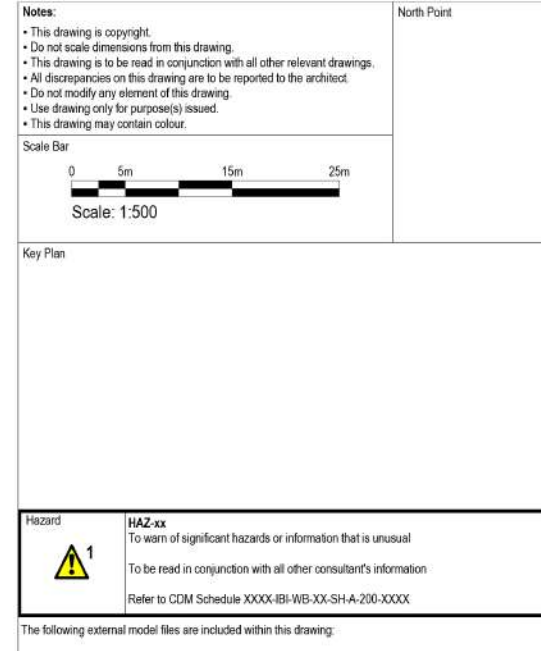 Notes:
• This drawing is copyright.
• Do not scale dimensions from this drawing.
• This drawing is to be read in conjunction with all other relevant drawings.
• All discrepancies on this drawing are to be reported to the architect
• Do not modify any element of this drawing.
• Use drawing only for purpose(s) issued.
• This drawing may contain colour.
North Point
Scale Bar
0 5m 15m 25m
Scale: 1:500
Key Plan
Hazard
1
HAZ-xx
To warn of significant hazards or information that is unusual
To be read in conjunction with all other consultant's information
Refer to CDM Schedule XXXX-IBI-WB-XX-SH-A-200-XXXX
The following external model files are included within this drawing: